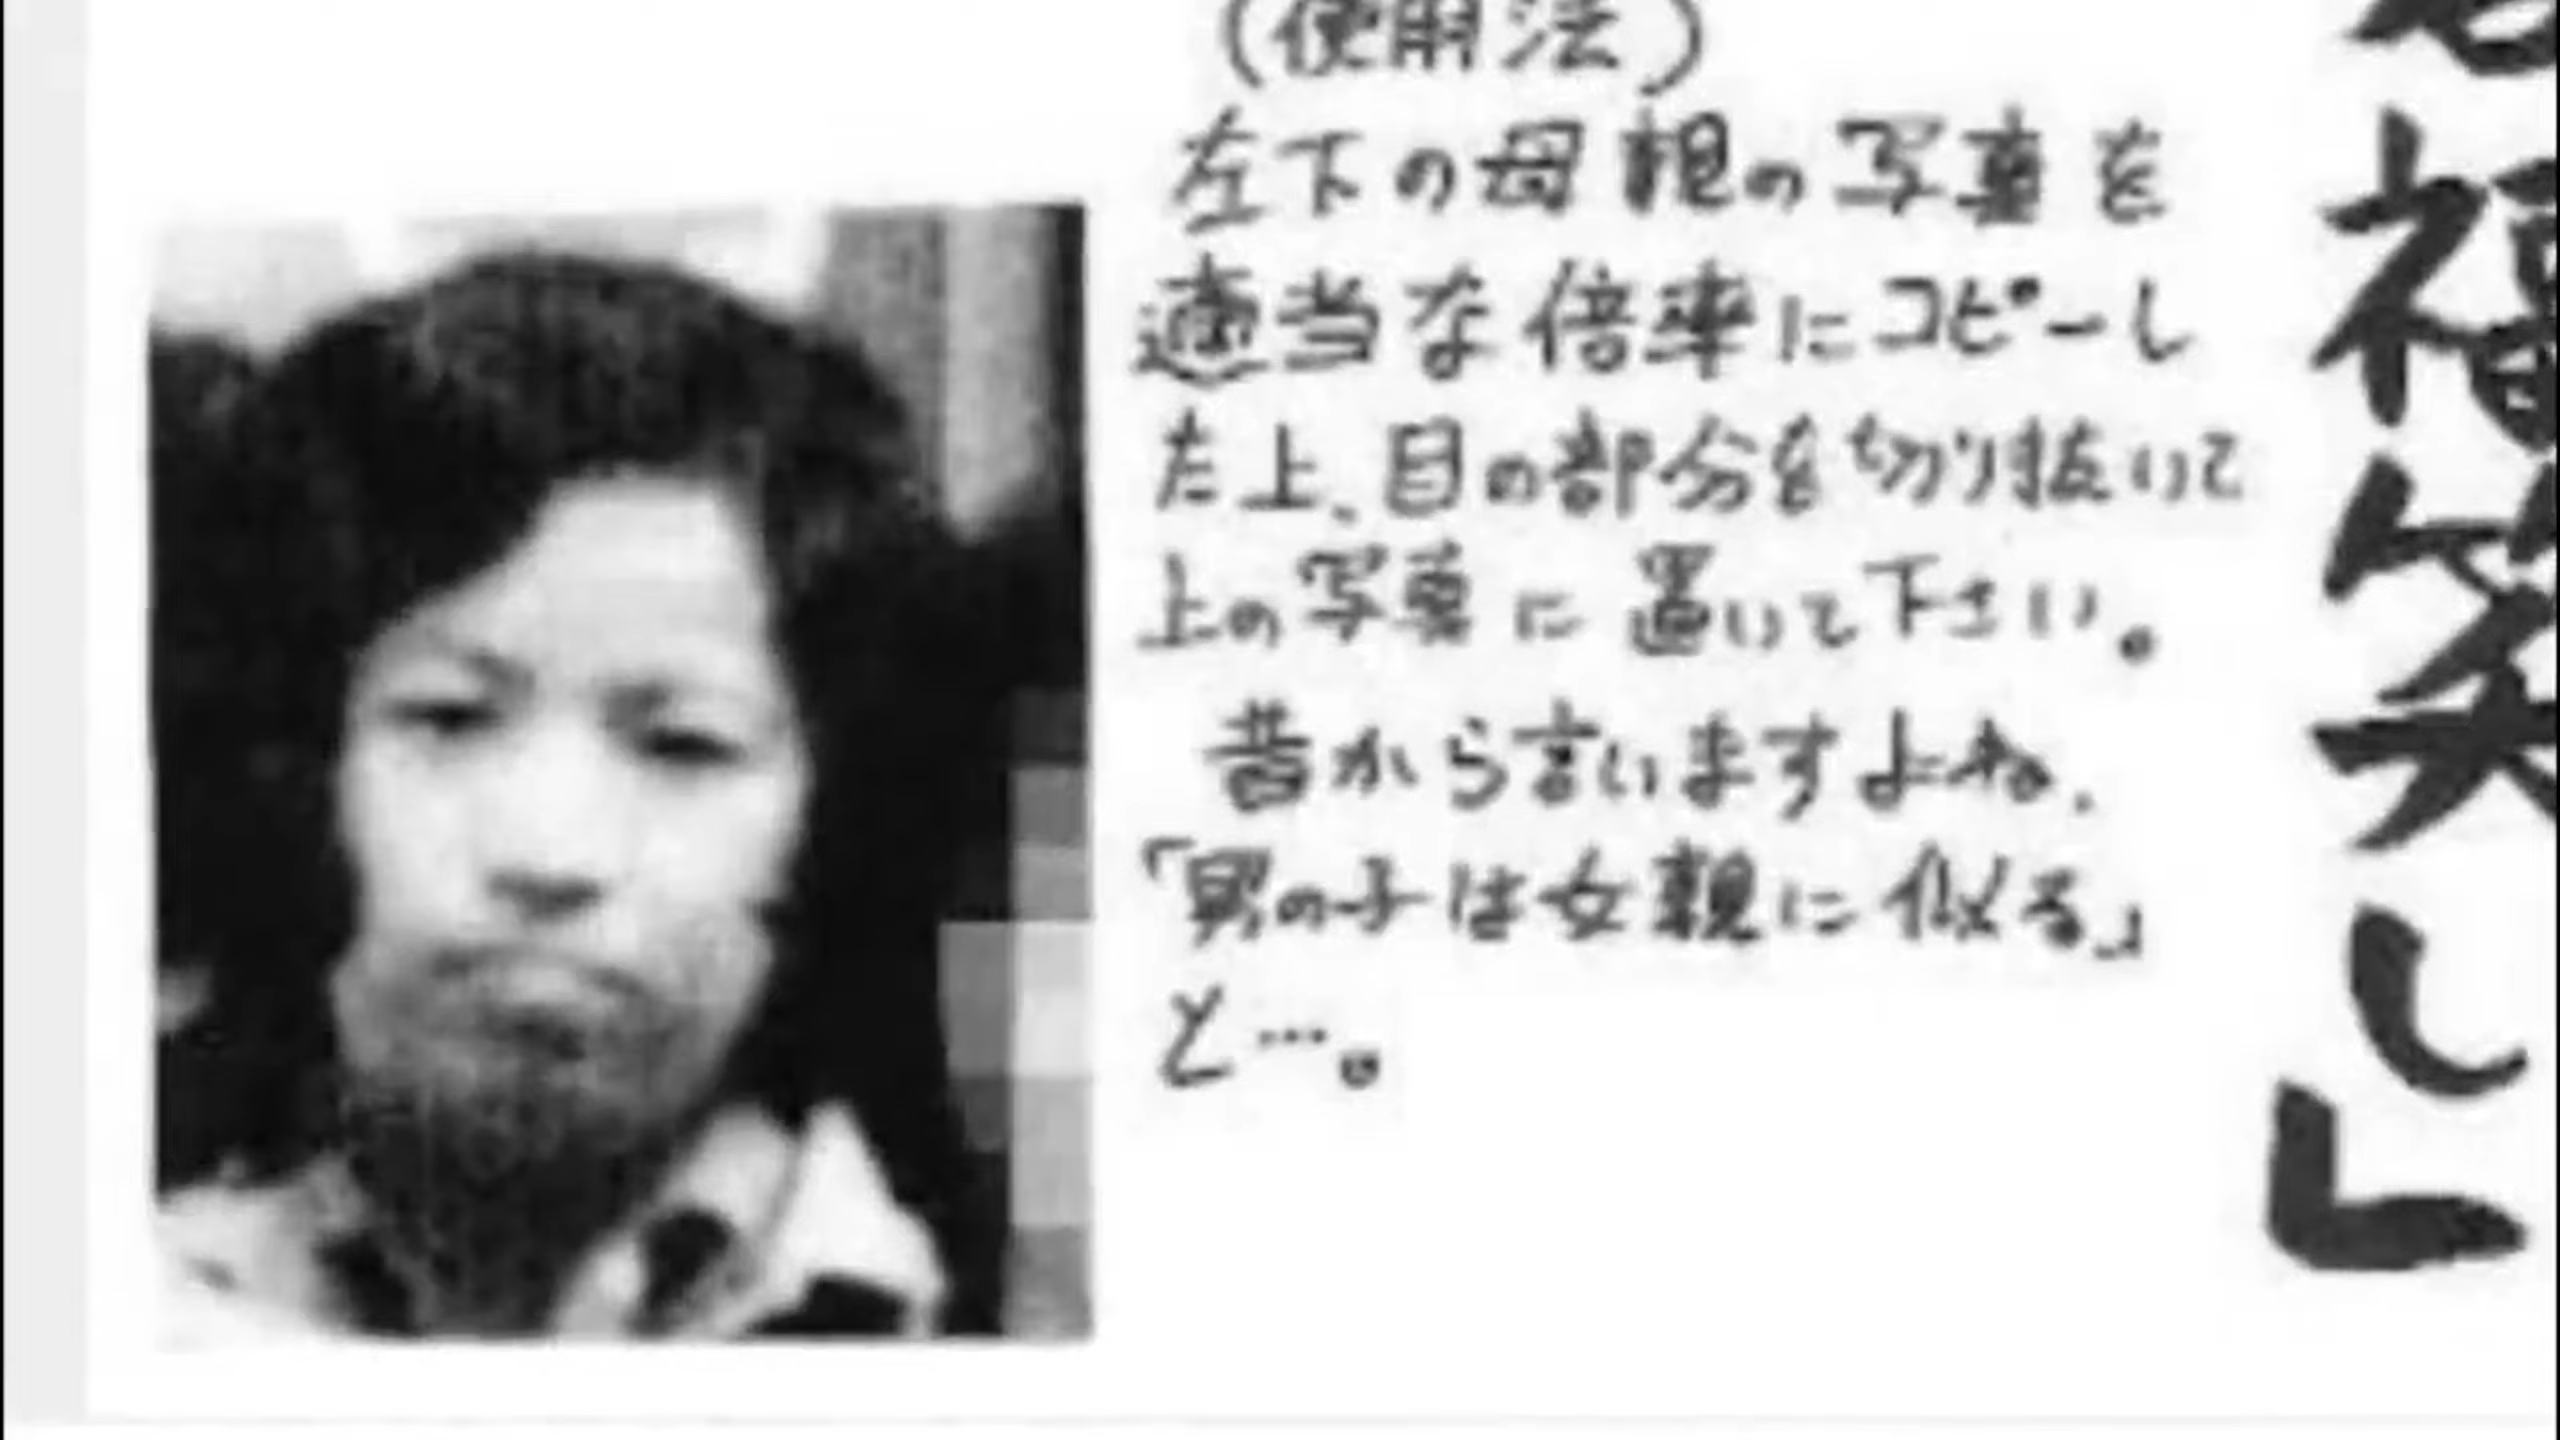 福笑い」
(使用法)
左下の母親の写真を
適当な倍率にコピーし
た上、目の部分を切り抜いて
上の写真に置いて下さい。
昔から言いますよね、
「男の子は女親に似る」
と…。